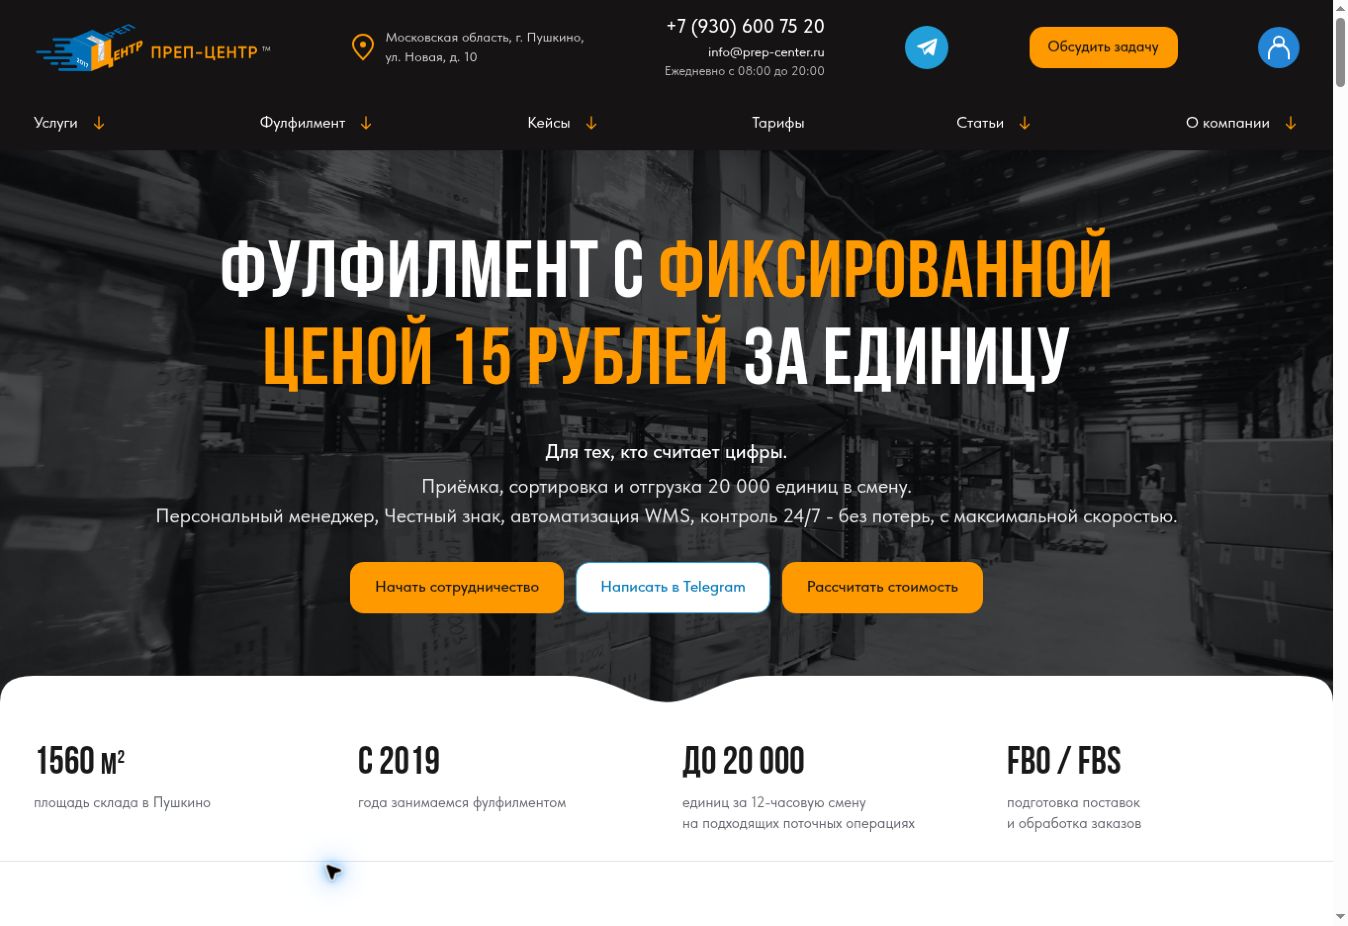 ПРЕП
ЦЕНТР
2017
ПРЕП-ЦЕНТР™
Московская область, г. Пушкино,
ул. Новая, д. 10
+7 (930) 600 75 20
info@prep-center.ru
Ежедневно с 08:00 до 20:00
Обсудить задачу
Услуги
Фулфилмент
Кейсы
Тарифы
Статьи
О компании
ФУЛФИЛМЕНТ С ФИКСИРОВАННОЙ
ЦЕНОЙ 15 РУБЛЕЙ ЗА ЕДИНИЦУ
Для тех, кто считает цифры.
Приёмка, сортировка и отгрузка 20 000 единиц в смену.
Персональный менеджер, Честный знак, автоматизация WMS, контроль 24/7 - без потерь, с максимальной скоростью.
Начать сотрудничество
Написать в Telegram
Рассчитать стоимость
1560 м²
площадь склада в Пушкино
С 2019
года занимаемся фулфилментом
ДО 20 000
единиц за 12-часовую смену
на подходящих поточных операциях
FBO / FBS
подготовка поставок
и обработка заказов